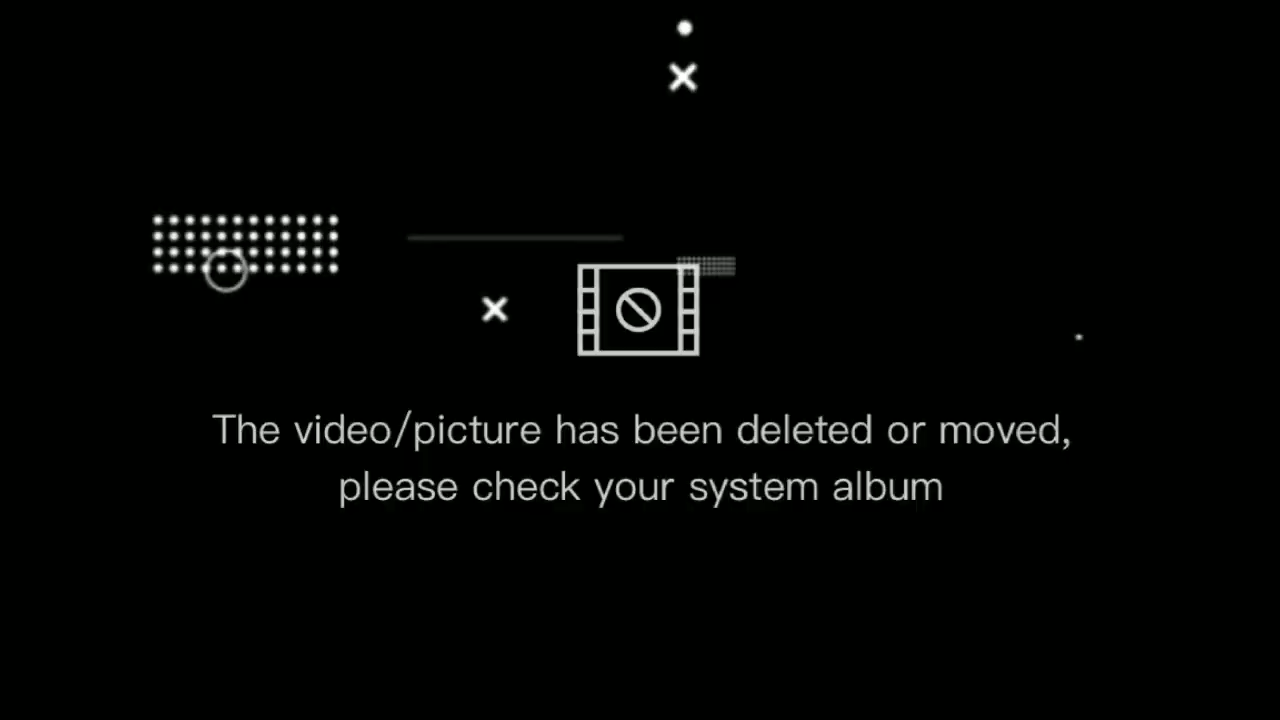 The video/picture has been deleted or moved,
please check your system album